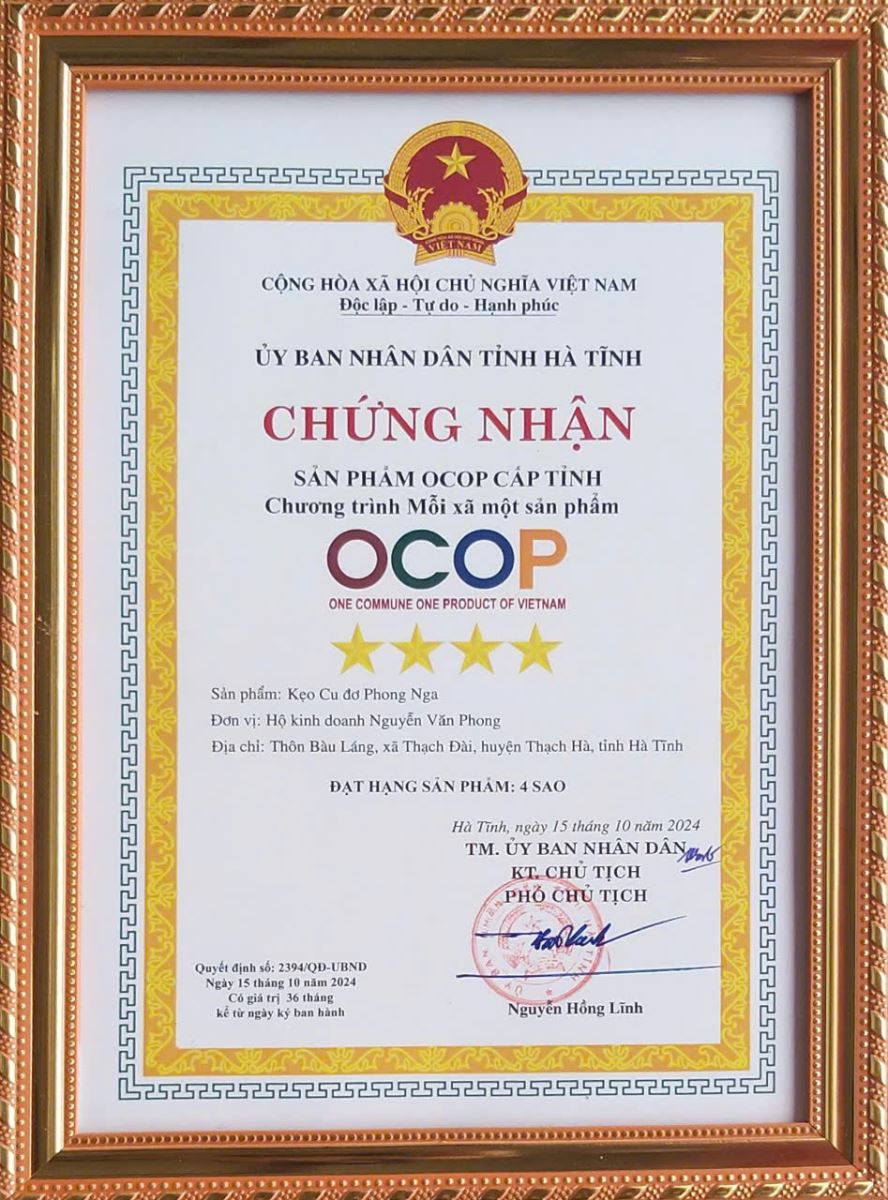 VIỆT NAM
CỘNG HÒA XÃ HỘI CHỦ NGHĨA VIỆT NAM
Độc lập - Tự do - Hạnh phúc
ỦY BAN NHÂN DÂN TỈNH HÀ TĨNH
CHỨNG NHẬN
SẢN PHẨM OCOP CẤP TỈNH
Chương trình Mỗi xã một sản phẩm
OCOP
ONE COMMUNE ONE PRODUCT OF VIETNAM
Sản phẩm: Kẹo Cu đơ Phong Nga
Đơn vị: Hộ kinh doanh Nguyễn Văn Phong
Địa chỉ: Thôn Bàu Láng, xã Thạch Đài, huyện Thạch Hà, tỉnh Hà Tĩnh
ĐẠT HẠNG SẢN PHẨM: 4 SAO
Hà Tĩnh, ngày 15 tháng 10 năm 2024
TM. ỦY BAN NHÂN DÂN
KT. CHỦ TỊCH
PHÓ CHỦ TỊCH
Nguyễn Hồng Lĩnh
Quyết định số: 2394/QĐ-UBND
Ngày 15 tháng 10 năm 2024
Có giá trị 36 tháng
kể từ ngày ký ban hành